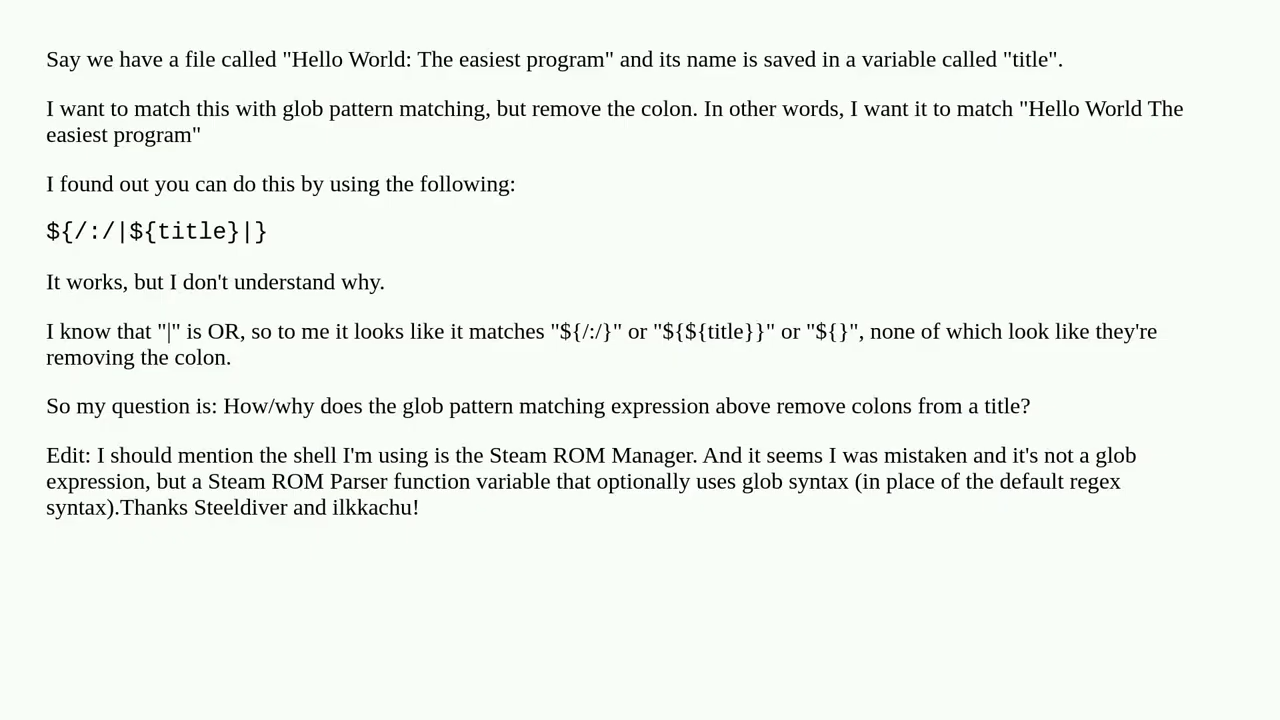 Say we have a file called "Hello World: The easiest program" and its name is saved in a variable called "title".
I want to match this with glob pattern matching, but remove the colon. In other words, I want it to match "Hello World The
easiest program"
I found out you can do this by using the following:
${/:/|${title}|}
It works, but I don't understand why.
I know that "|" is OR, so to me it looks like it matches "${/:/}" or "${${title}}" or "${}", none of which look like they're
removing the colon.
So my question is: How/why does the glob pattern matching expression above remove colons from a title?
Edit: I should mention the shell I'm using is the Steam ROM Manager. And it seems I was mistaken and it's not a glob
expression, but a Steam ROM Parser function variable that optionally uses glob syntax (in place of the default regex
syntax).Thanks Steeldiver and ilkkachu!